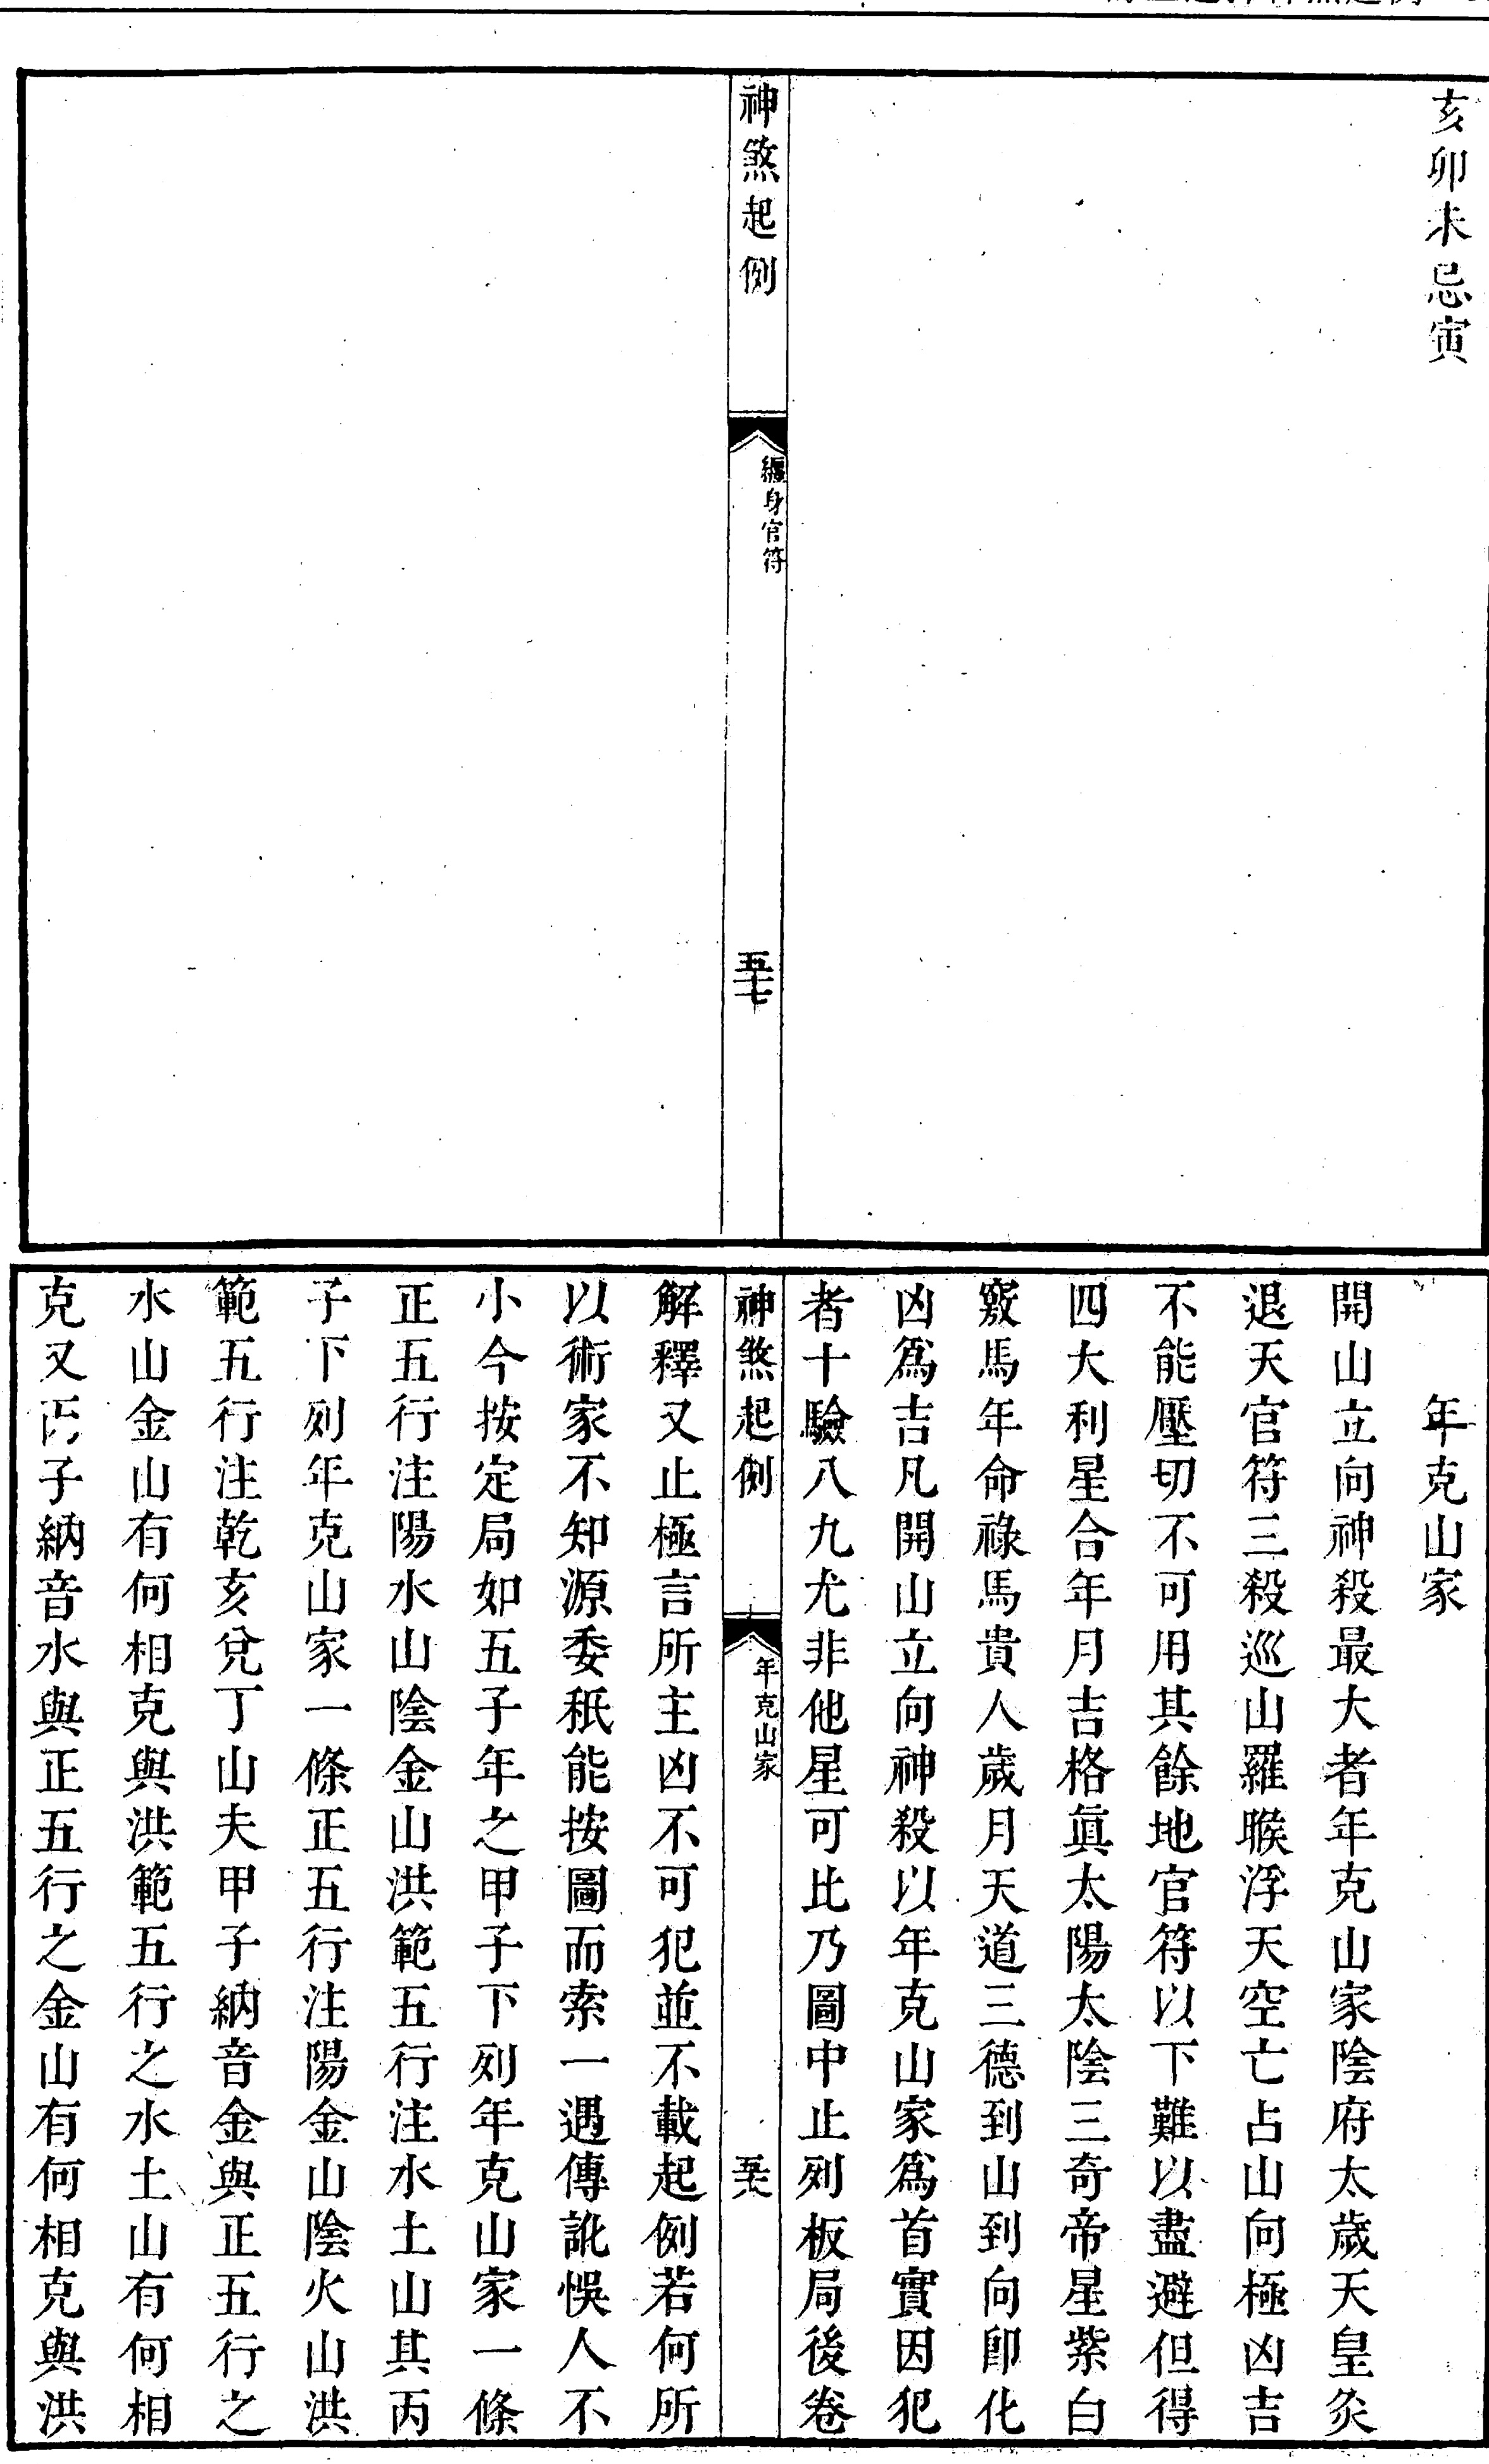 亥卯未忌寅
神煞起例
纏身官符
五十七
年克山家
開山立向神殺最大者年克山家陰府太歲天皇灸
退天官符三殺巡山羅睺浮天空亡占山向極凶吉
不能壓切不可用其餘地官符以下難以盡避但得
四大利星合年月吉格眞太陽太陰三奇帝星紫白
竅馬年命祿馬貴人歲月天道三德到山到向卽化
凶爲吉凡開山立向神殺以年克山家爲首實因犯
者十驗八九尤非他星可比乃圖中止列板局後卷
神煞起例
年克山家
五十八
解釋又止極言所主凶不可犯並不載起例若何所
以術家不知源委秖能按圖而索一遇傳訛悞人不
小今按定局如五子年之甲子下列年克山家一條
正五行注陽水山陰金山洪範五行注水土山其丙
子下列年克山家一條正五行注陽金山陰火山洪
範五行注乾亥兌丁山夫甲子納音金與正五行之
水山金山有何相克與洪範五行之水土山有何相
克又丙子納音水與正五行之金山有何相克與洪